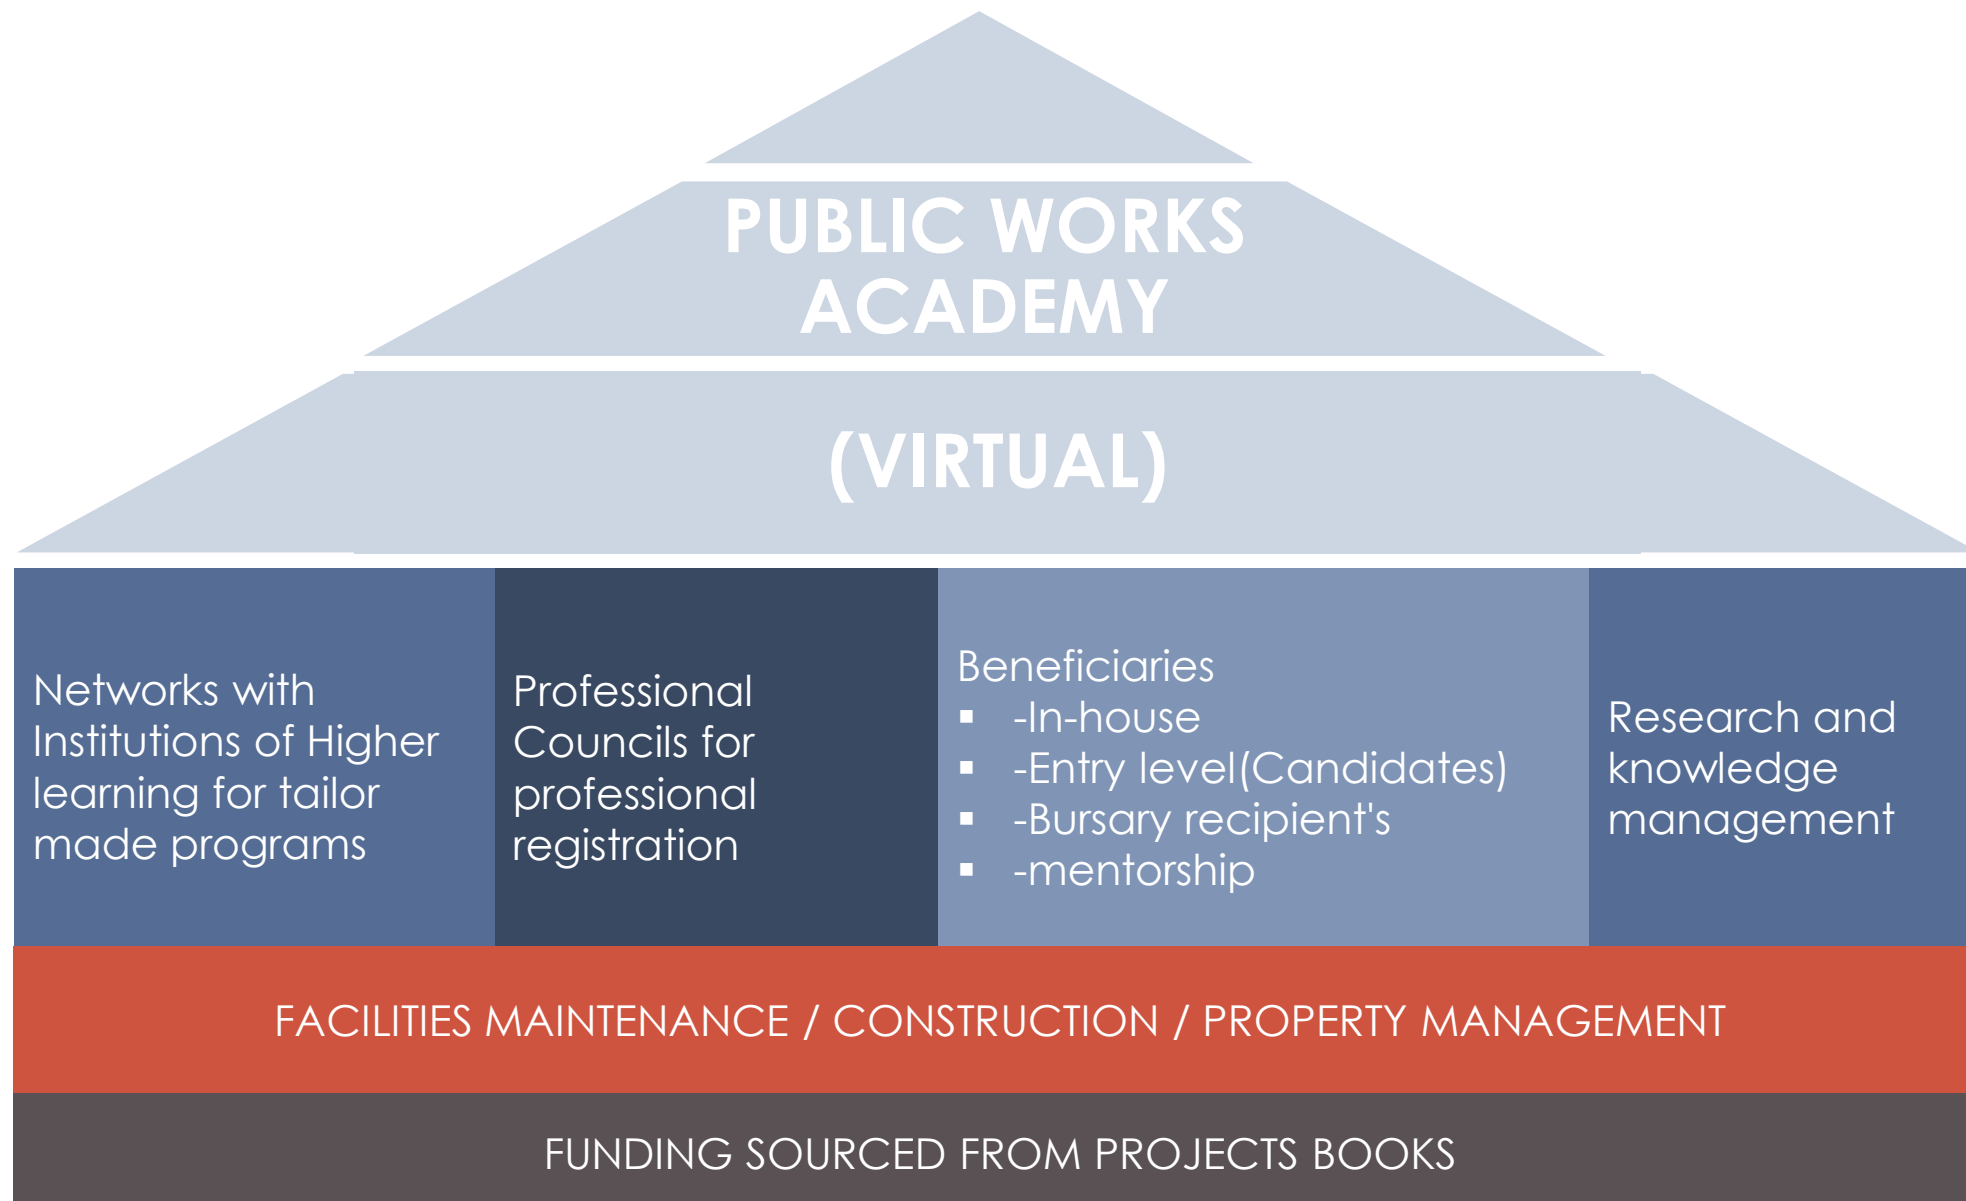 PUBLIC WORKS
ACADEMY
(VIRTUAL)
Networks with
Institutions of Higher
learning for tailor
made programs
Professional
Councils for
professional
registration
Beneficiaries
▪ -In-house
▪ -Entry level(Candidates)
▪ -Bursary recipient's
▪ -mentorship
Research and
knowledge
management
FACILITIES MAINTENANCE / CONSTRUCTION / PROPERTY MANAGEMENT
FUNDING SOURCED FROM PROJECTS BOOKS